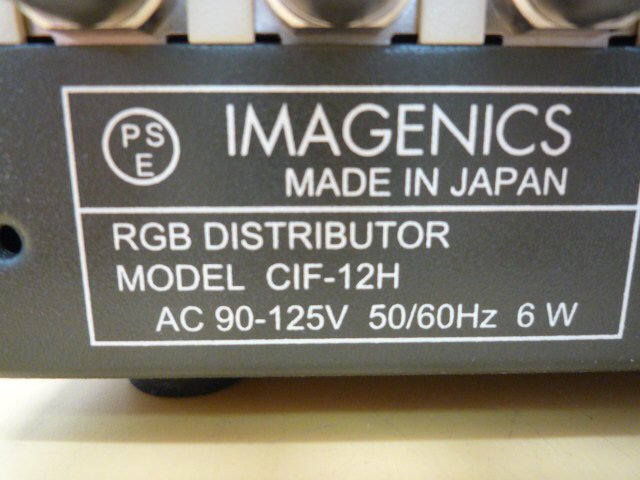 PS
E
IMAGENICS
MADE IN JAPAN
RGB DISTRIBUTOR
MODEL CIF-12H
AC 90-125V 50/60Hz 6 W